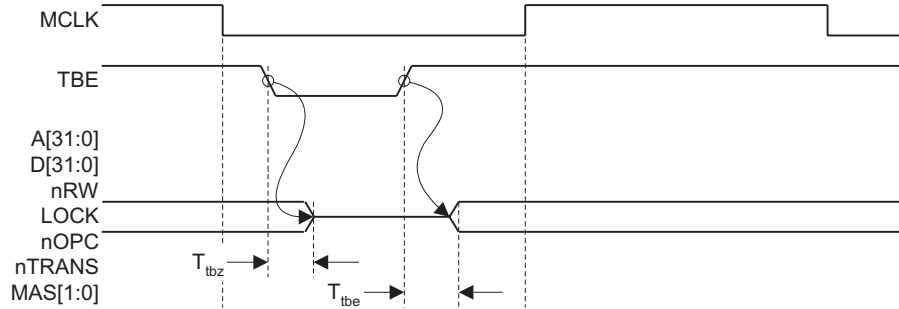 MCLK
TBE
A[31:0]
D[31:0]
nRW
LOCK
nOPC
nTRANS
MAS[1:0]
Ttbz
Ttbe